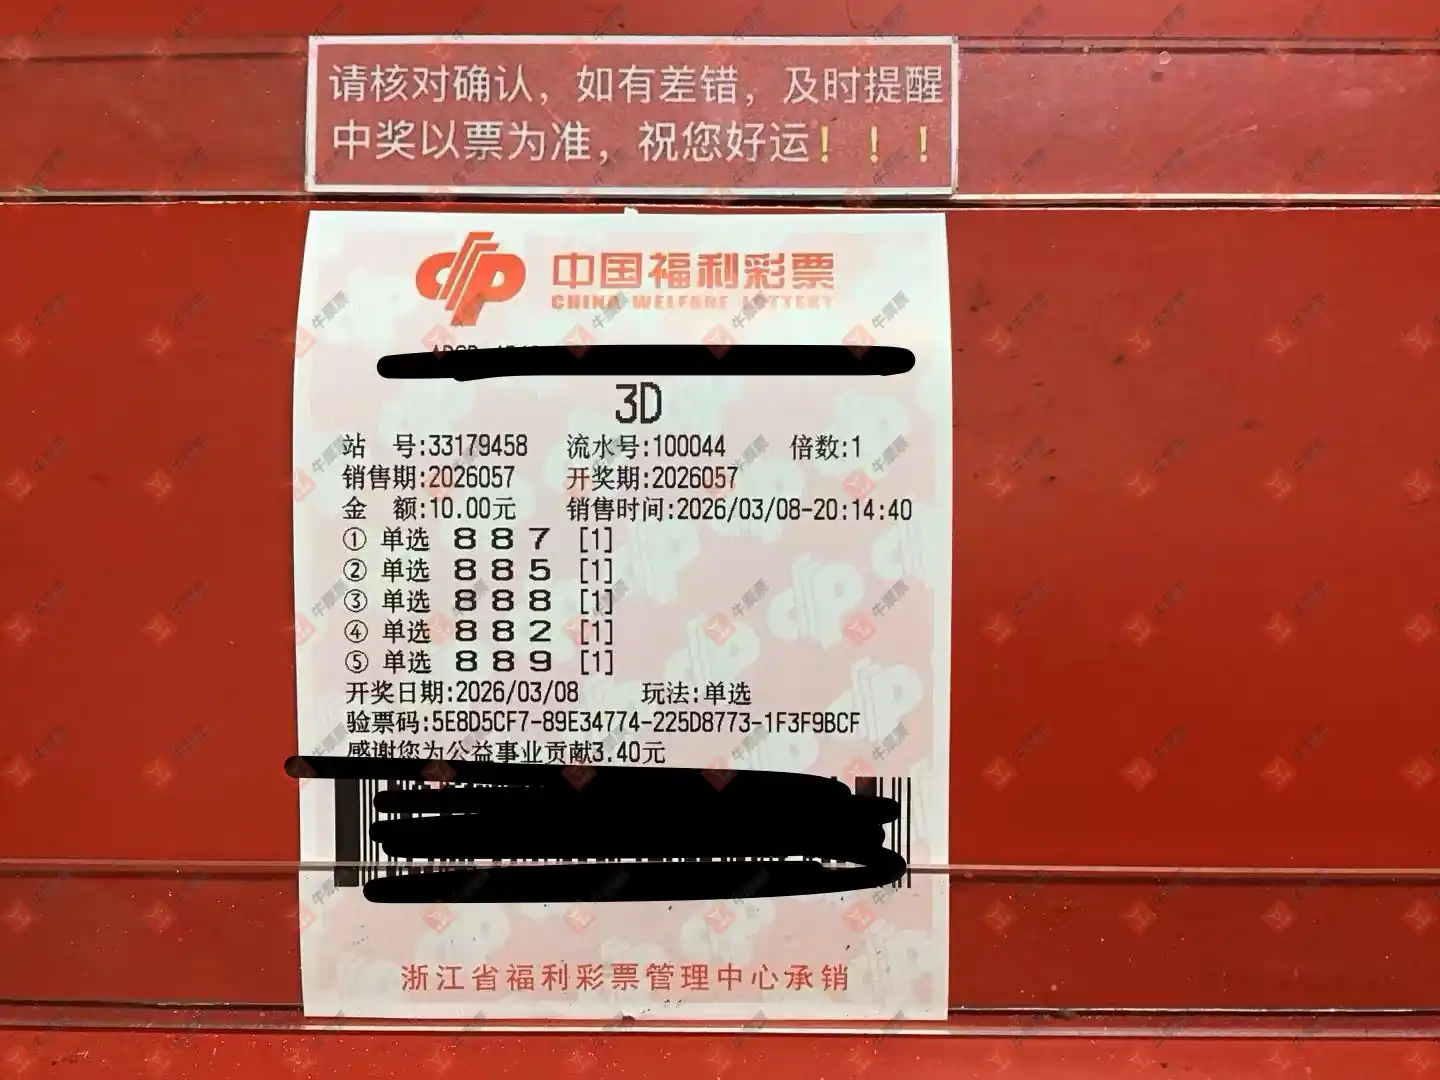 请核对确认，如有差错，及时提醒
中奖以票为准，祝您好运！！！
中国福利彩票
CHINA WELFARE LOTTERY
3D
站 号:33179458 流水号:100044 倍数:1
销售期:2026057 开奖期:2026057
金 额:10.00元 销售时间:2026/03/08-20:14:40
① 单选 8 8 7 [1]
② 单选 8 8 5 [1]
③ 单选 8 8 8 [1]
④ 单选 8 8 2 [1]
⑤ 单选 8 8 9 [1]
开奖日期:2026/03/08 玩法:单选
验票码:5E8D5CF7-89E34774-225D8773-1F3F9BCF
感谢您为公益事业贡献3.40元
浙江省福利彩票管理中心承销
牛票票